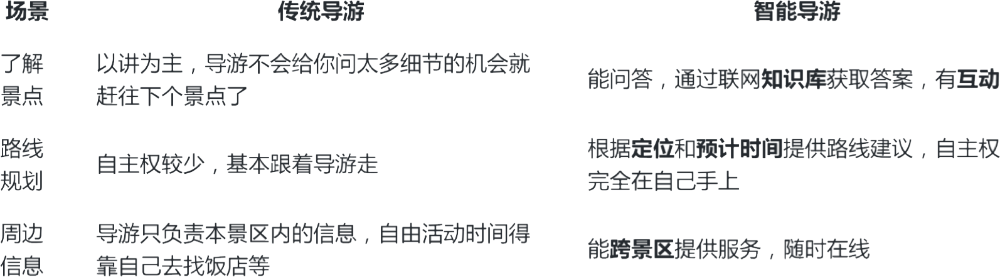 场景 传统导游 智能导游
了解景点 以讲为主，导游不会给你问太多细节的机会就赶往下个景点了 能问答，通过联网知识库获取答案，有互动
路线规划 自主权较少，基本跟着导游走 根据定位和预计时间提供路线建议，自主权完全在自己手上
周边信息 导游只负责本景区内的信息，自由活动时间得靠自己去找饭店等 能跨景区提供服务，随时在线